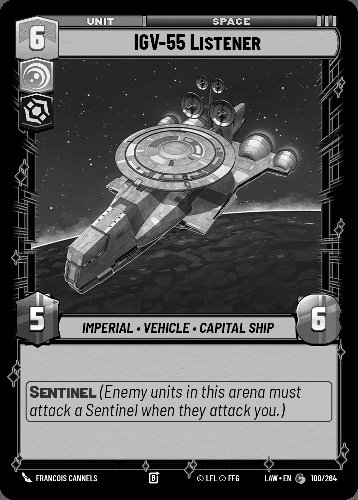 UNIT
SPACE
6
IGV-55 LISTENER
5
6
IMPERIAL • VEHICLE • CAPITAL SHIP
SENTINEL (Enemy units in this arena must
attack a Sentinel when they attack you.)
FRANCOIS CANNELS
© LFL © FFG
LAW • EN
100/264